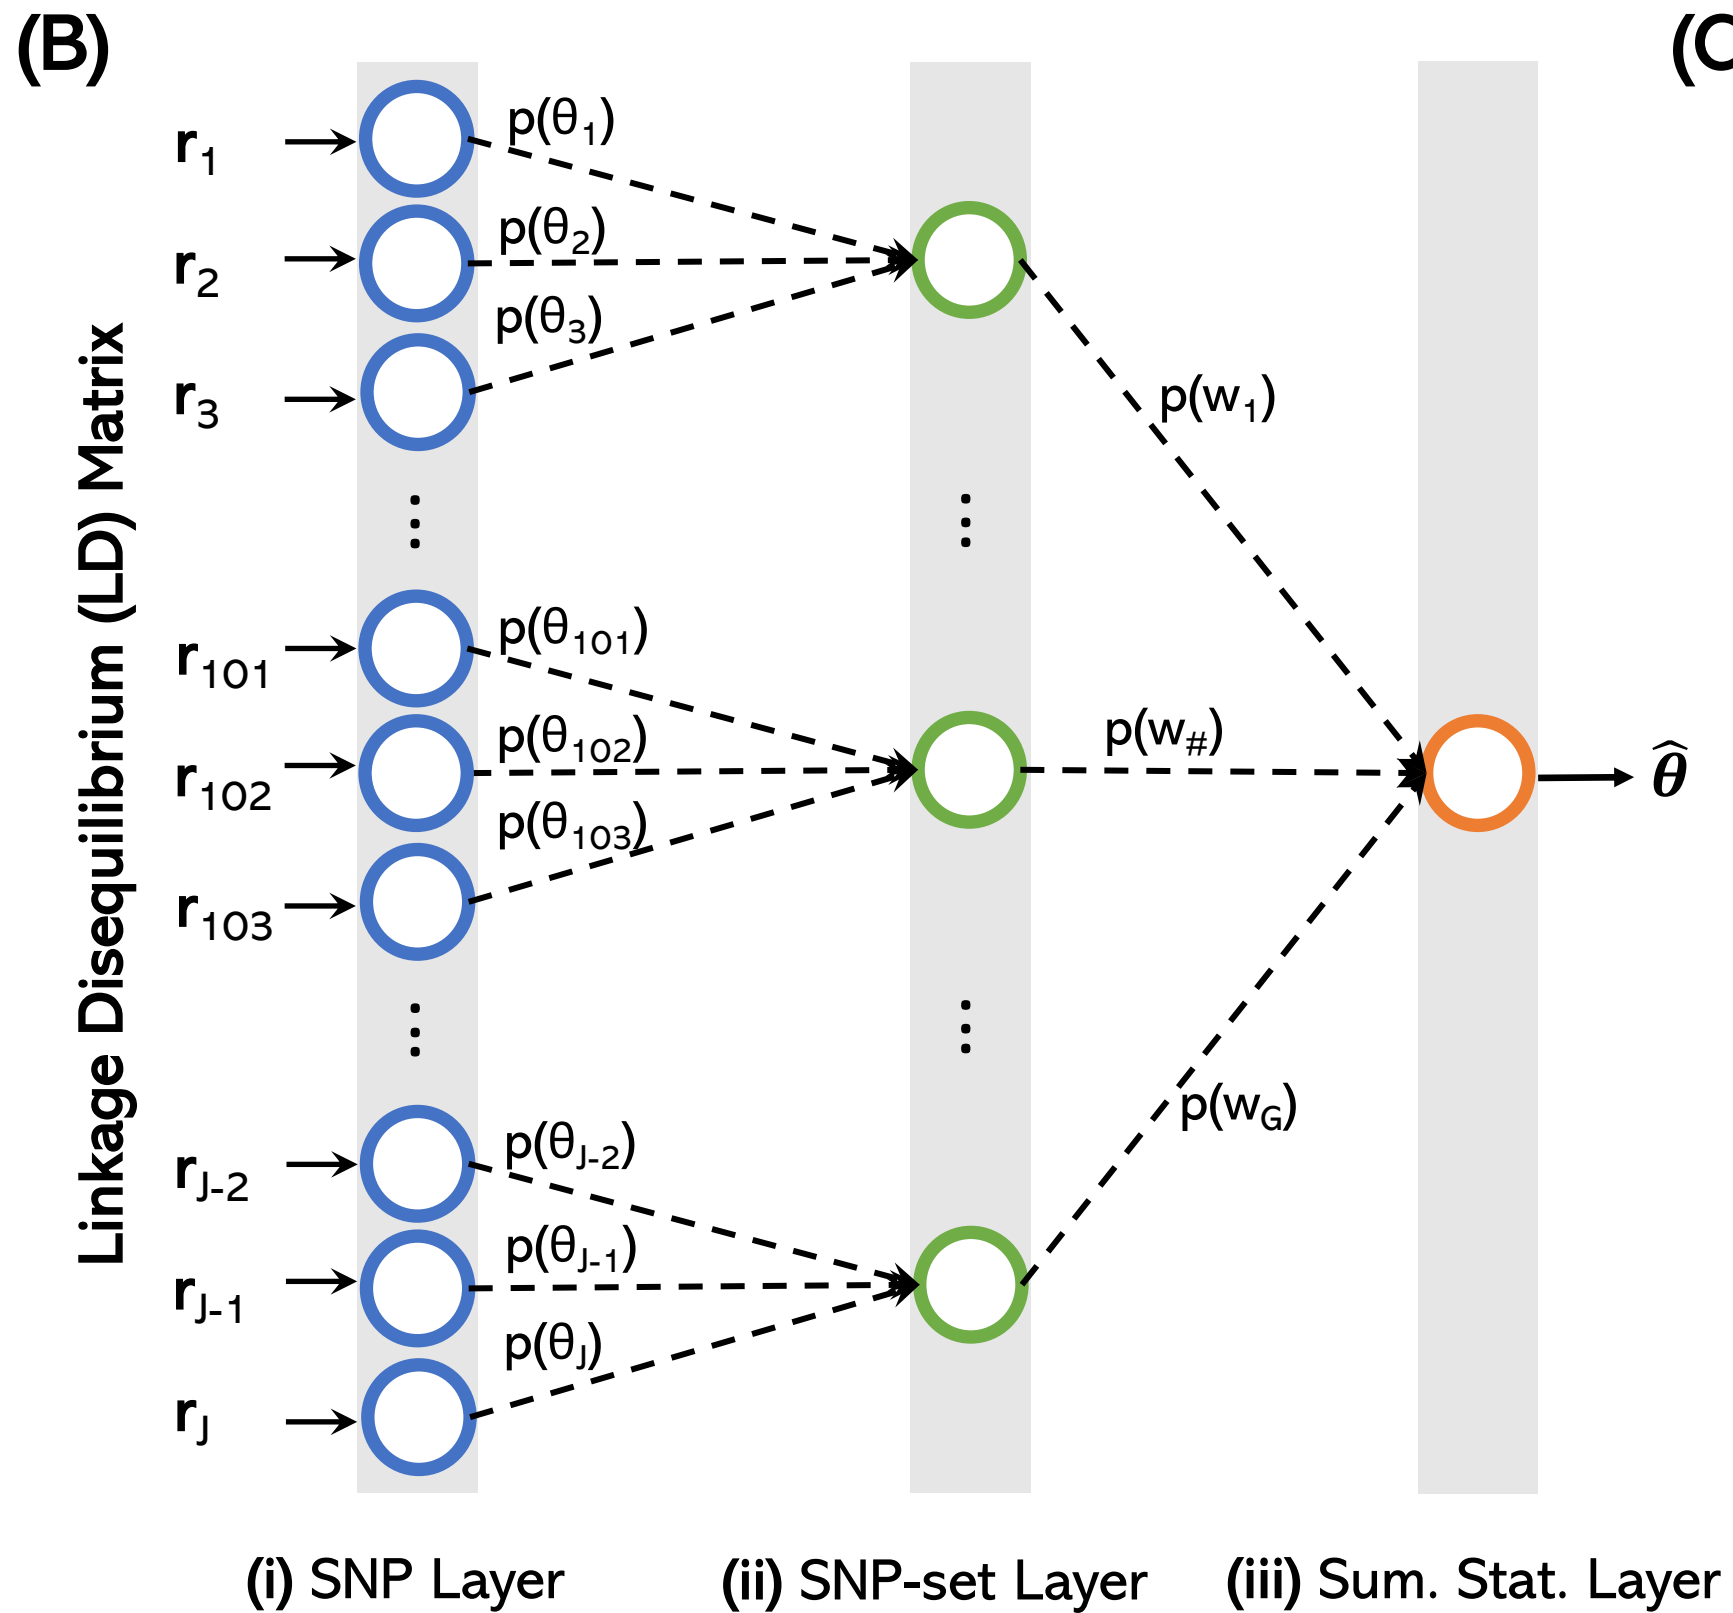 (B)
(C
Linkage Disequilibrium (LD) Matrix
r1
p(θ1)
r2
p(θ2)
r3
p(θ3)
p(w1)
r101
p(θ101)
r102
p(θ102)
p(w#)
θ̂
r103
p(θ103)
rJ-2
p(θJ-2)
p(wG)
rJ-1
p(θJ-1)
rJ
p(θJ)
(i) SNP Layer
(ii) SNP-set Layer
(iii) Sum. Stat. Layer